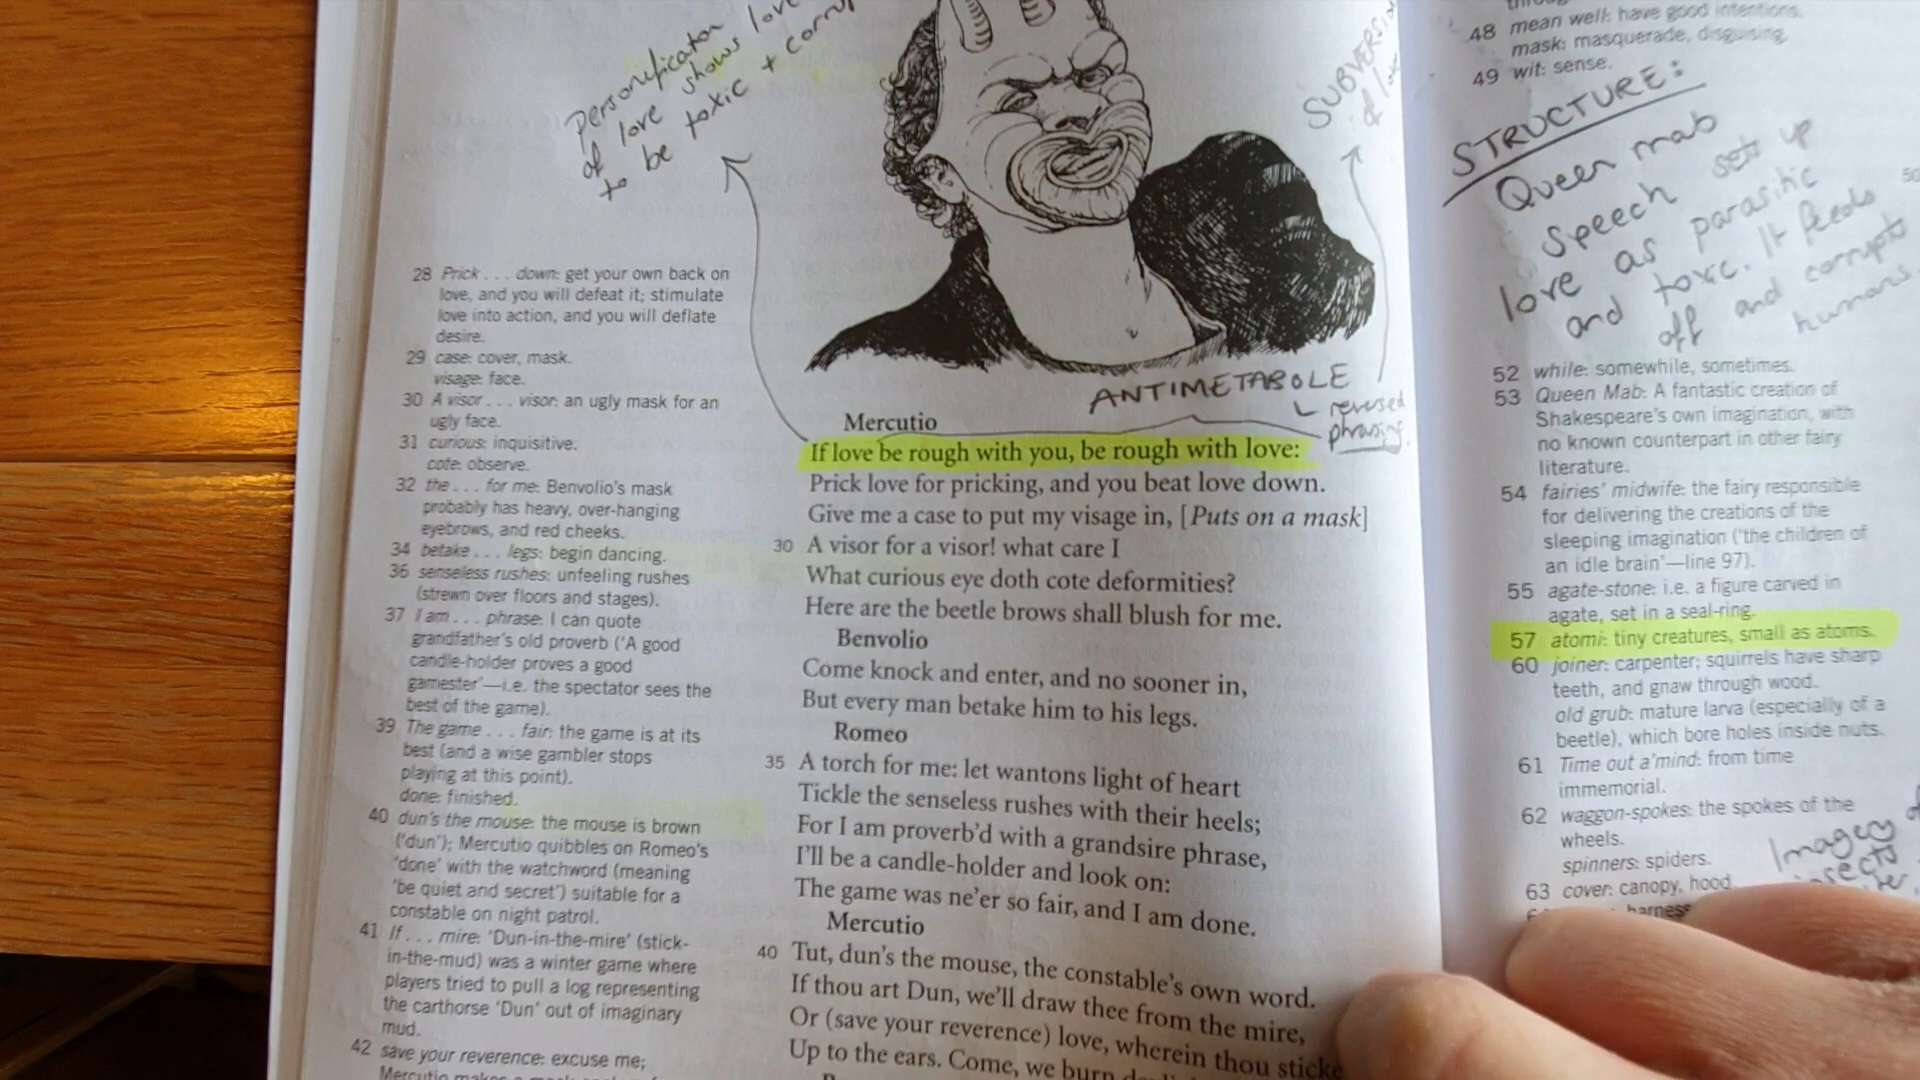 Personification
of love shows love
to be toxic +
SUBVERSION
of
ANTIMETABOLE
reversed
phrasing.
28 Prick . . . down: get your own back on
love, and you will defeat it; stimulate
love into action, and you will deflate
desire.
29 case: cover, mask.
visage: face.
30 A visor . . . visor: an ugly mask for an
ugly face.
31 curious: inquisitive.
cote: observe.
32 the . . . for me: Benvolio's mask
probably has heavy, over-hanging
eyebrows, and red cheeks.
34 betake . . . legs: begin dancing.
36 senseless rushes: unfeeling rushes
(strewn over floors and stages).
37 I am . . . phrase: I can quote
grandfather's old proverb ('A good
candle-holder proves a good
gamester'—i.e. the spectator sees the
best of the game).
39 The game . . . fair: the game is at its
best (and a wise gambler stops
playing at this point).
done: finished.
40 dun's the mouse: the mouse is brown
('dun'); Mercutio quibbles on Romeo's
'done' with the watchword (meaning
'be quiet and secret') suitable for a
constable on night patrol.
41 If . . . mire: 'Dun-in-the-mire' (stick-
in-the-mud) was a winter game where
players tried to pull a log representing
the carthorse 'Dun' out of imaginary
mud.
42 save your reverence: excuse me;
Mercutio makes a
Mercutio
If love be rough with you, be rough with love:
Prick love for pricking, and you beat love down.
Give me a case to put my visage in, [Puts on a mask]
30 A visor for a visor! what care I
What curious eye doth cote deformities?
Here are the beetle brows shall blush for me.
Benvolio
Come knock and enter, and no sooner in,
But every man betake him to his legs.
Romeo
35 A torch for me: let wantons light of heart
Tickle the senseless rushes with their heels;
For I am proverb'd with a grandsire phrase,
I'll be a candle-holder and look on:
The game was ne'er so fair, and I am done.
Mercutio
40 Tut, dun's the mouse, the constable's own word.
If thou art Dun, we'll draw thee from the mire,
Or (save your reverence) love, wherein thou sticke
Up to the ears. Come, we burn
48 mean well: have good intentions.
mask: masquerade, disguising.
49 wit: sense.
STRUCTURE:
Queen mab
speech sets up
love as parasitic
and toxic. It feeds
off and corrupts
humans.
50
52 while: somewhile, sometimes.
53 Queen Mab: A fantastic creation of
Shakespeare's own imagination, with
no known counterpart in other fairy
literature.
54 fairies' midwife: the fairy responsible
for delivering the creations of the
sleeping imagination ('the children of
an idle brain'—line 97).
55 agate-stone: i.e. a figure carved in
agate, set in a seal-ring.
57 atomi: tiny creatures, small as atoms.
60 joiner: carpenter; squirrels have sharp
teeth, and gnaw through wood.
old grub: mature larva (especially of a
beetle), which bore holes inside nuts.
61 Time out a'mind: from time
immemorial.
62 waggon-spokes: the spokes of the
wheels.
spinners: spiders.
63 cover: canopy, hood.
harness
Imagery of
insects